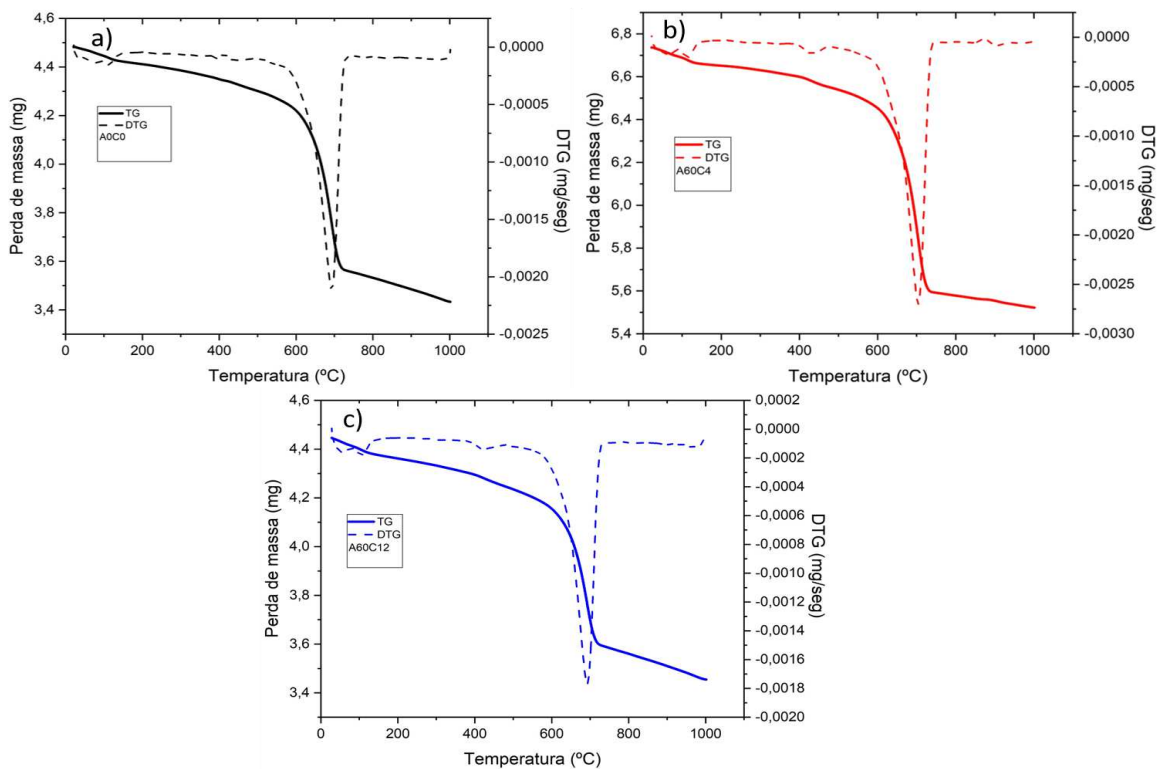 a)
4,6
4,4
4,2
4,0
3,8
3,6
3,4
Perda de massa (mg)
0,0000
-0,0005
-0,0010
-0,0015
-0,0020
-0,0025
DTG (mg/seg)
TG
DTG
A0C0
0 200 400 600 800 1000
Temperatura (ºC)
b)
6,8
6,6
6,4
6,2
6,0
5,8
5,6
5,4
Perda de massa (mg)
0,0000
-0,0005
-0,0010
-0,0015
-0,0020
-0,0025
-0,0030
DTG (mg/seg)
TG
DTG
A60C4
0 200 400 600 800 1000
Temperatura (ºC)
c)
4,6
4,4
4,2
4,0
3,8
3,6
3,4
Perda de massa (mg)
0,0002
0,0000
-0,0002
-0,0004
-0,0006
-0,0008
-0,0010
-0,0012
-0,0014
-0,0016
-0,0018
-0,0020
DTG (mg/seg)
TG
DTG
A60C12
0 200 400 600 800 1000
Temperatura (ºC)